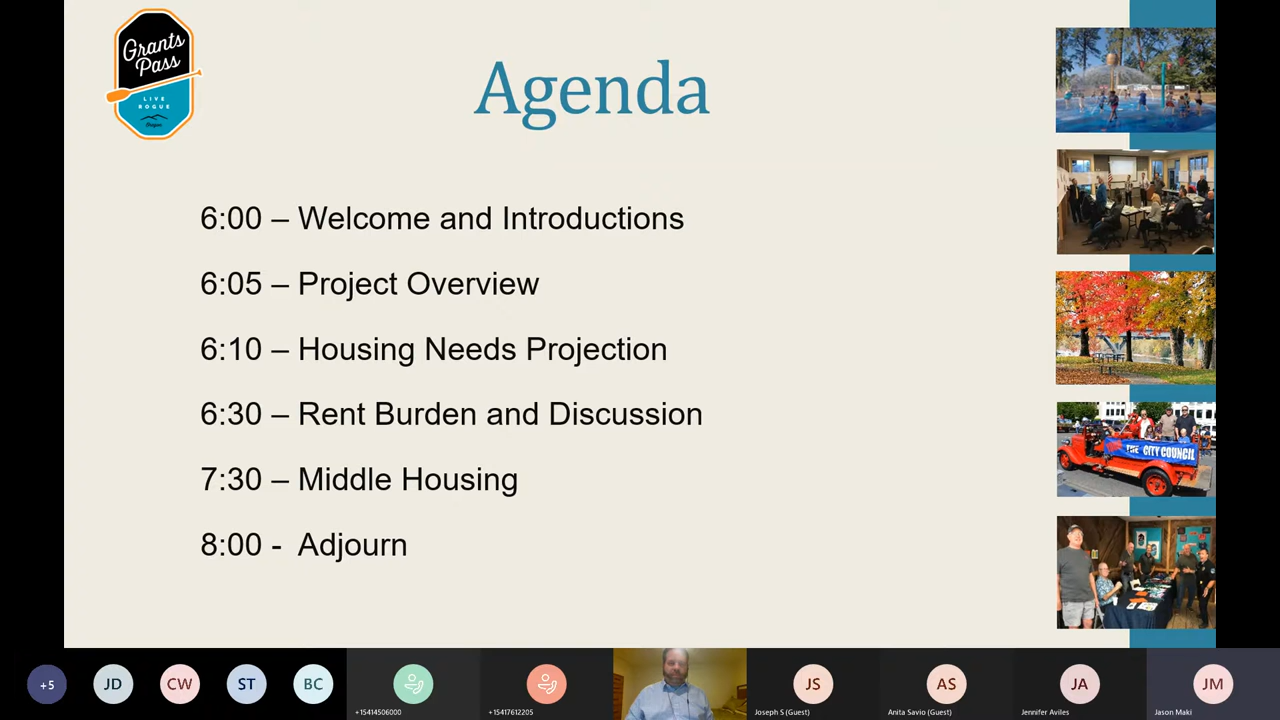 Grants
Pass
LIVE
ROGUE
Oregon
Agenda
6:00 – Welcome and Introductions
6:05 – Project Overview
6:10 – Housing Needs Projection
6:30 – Rent Burden and Discussion
7:30 – Middle Housing
8:00 - Adjourn
THE CITY COUNCIL
+5
JD
CW
ST
BC
+15414506000
+15417612205
JS
Joseph S (Guest)
AS
Anita Savio (Guest)
JA
Jennifer Aviles
JM
Jason Maki